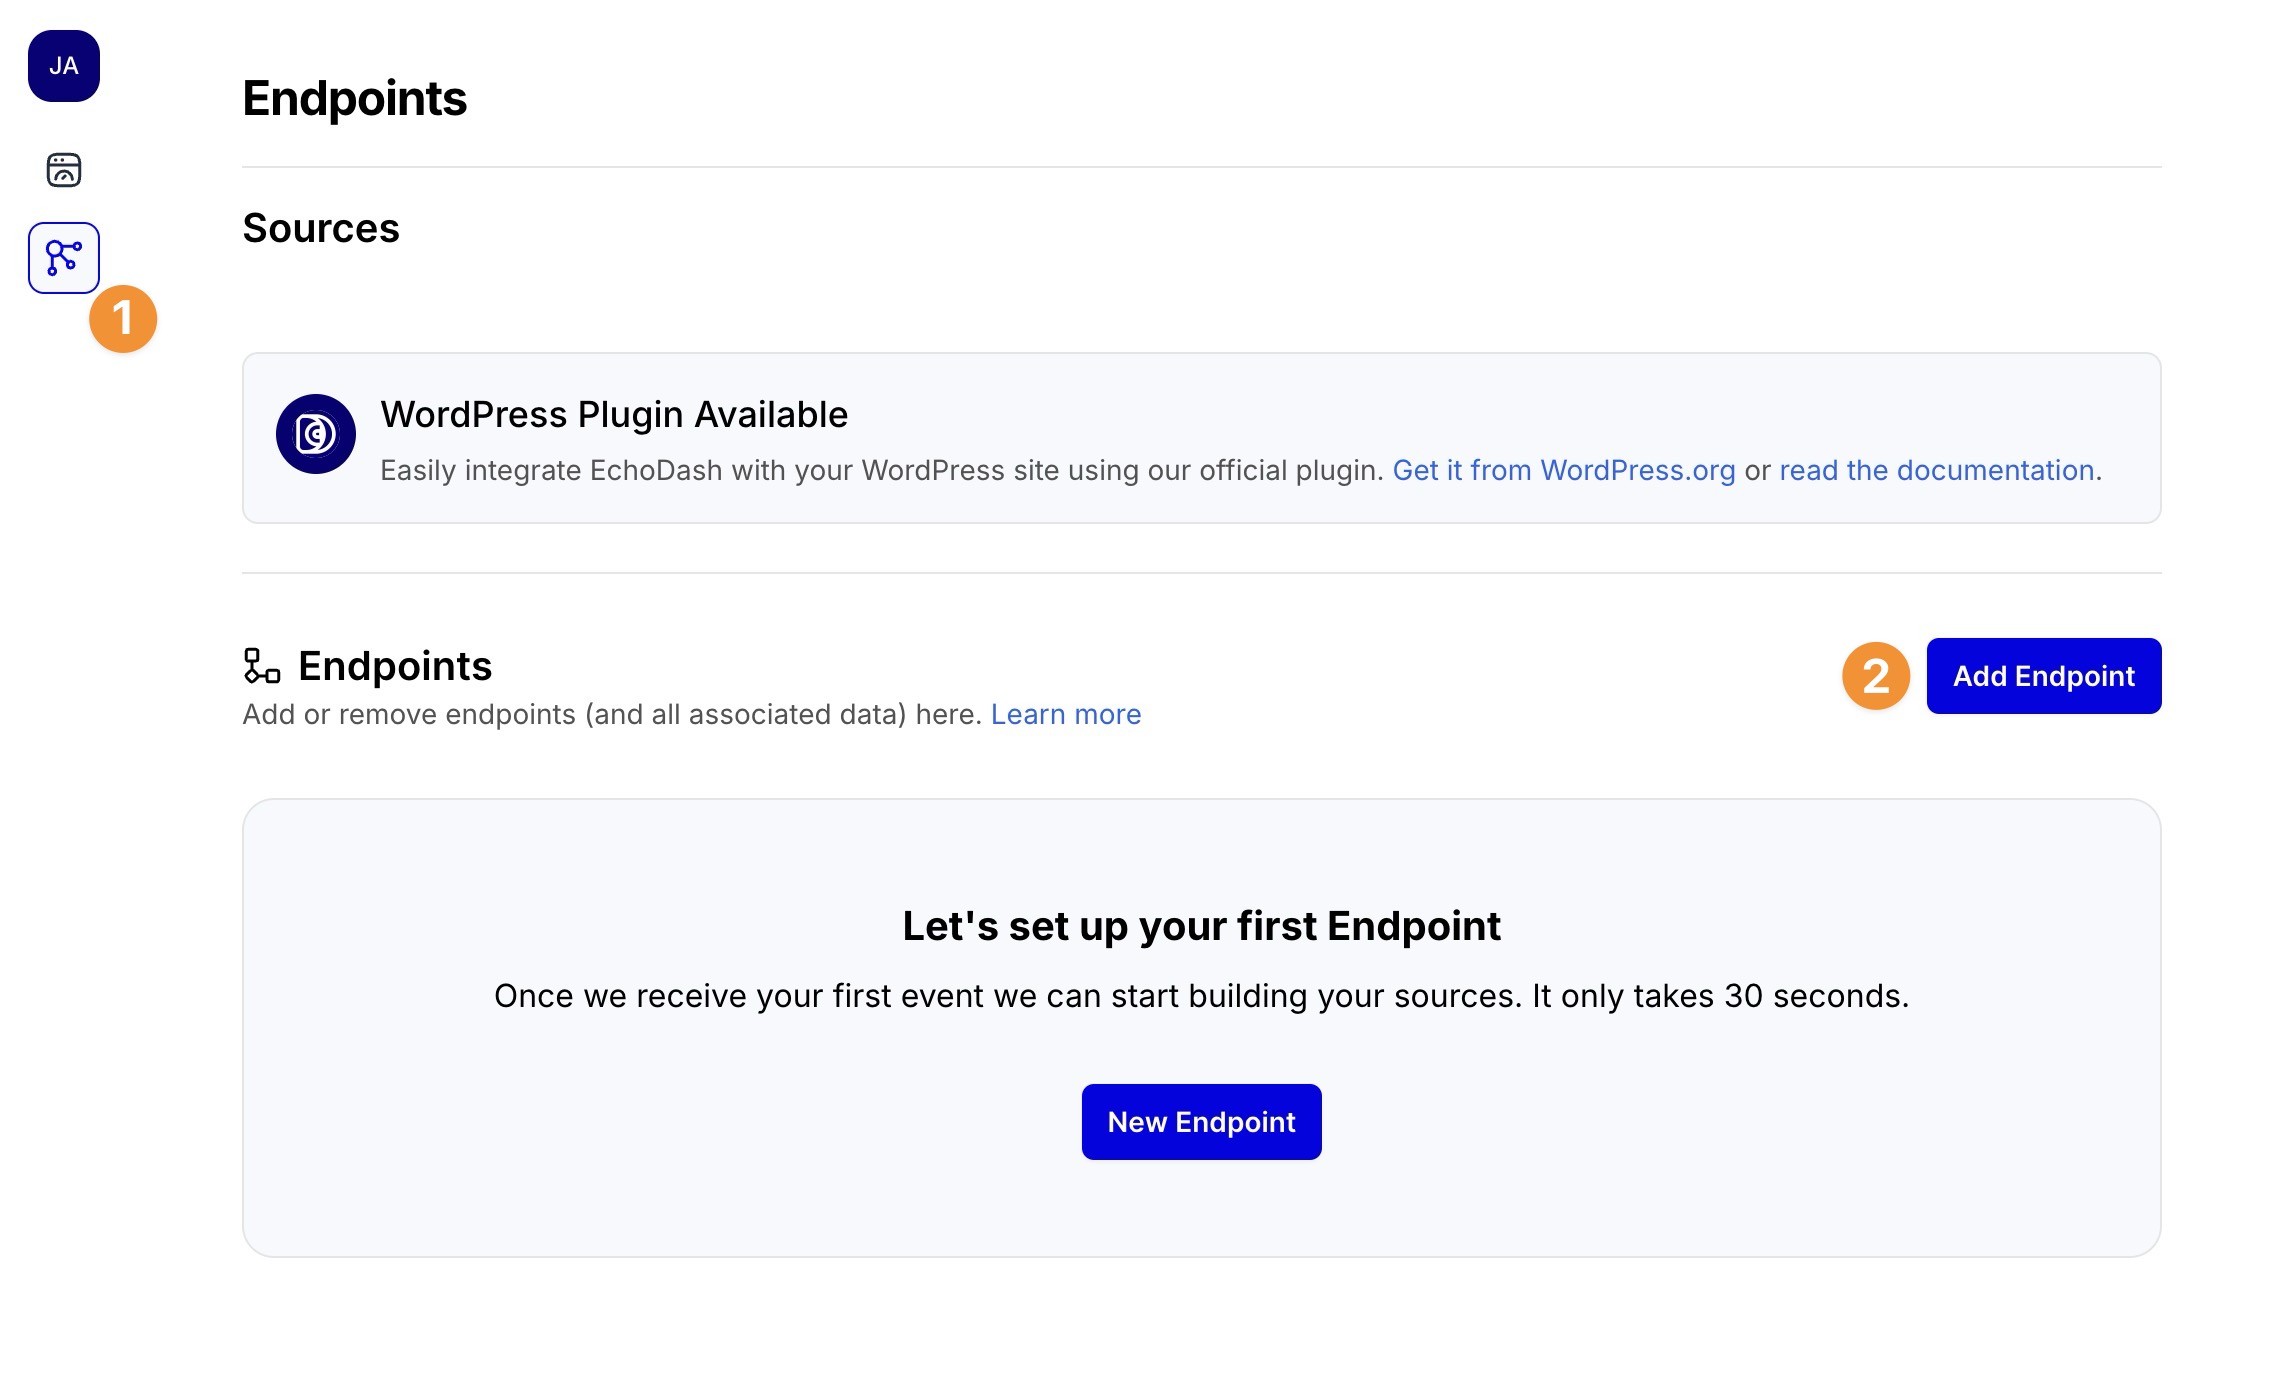 JA
Endpoints
Sources
1
WordPress Plugin Available
Easily integrate EchoDash with your WordPress site using our official plugin. Get it from WordPress.org or read the documentation.
Endpoints
2
Add Endpoint
Add or remove endpoints (and all associated data) here. Learn more
Let's set up your first Endpoint
Once we receive your first event we can start building your sources. It only takes 30 seconds.
New Endpoint